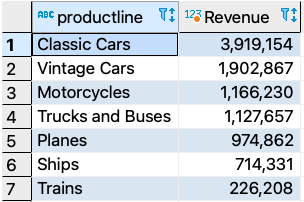 ABC productline 123 Revenue
1 Classic Cars 3,919,154
2 Vintage Cars 1,902,867
3 Motorcycles 1,166,230
4 Trucks and Buses 1,127,657
5 Planes 974,862
6 Ships 714,331
7 Trains 226,208